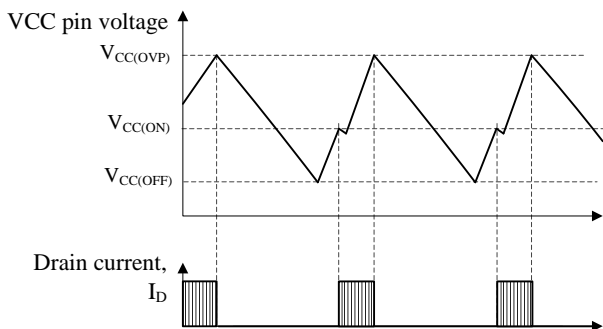 VCC pin voltage
VCC(OVP)
VCC(ON)
VCC(OFF)
Drain current,
ID